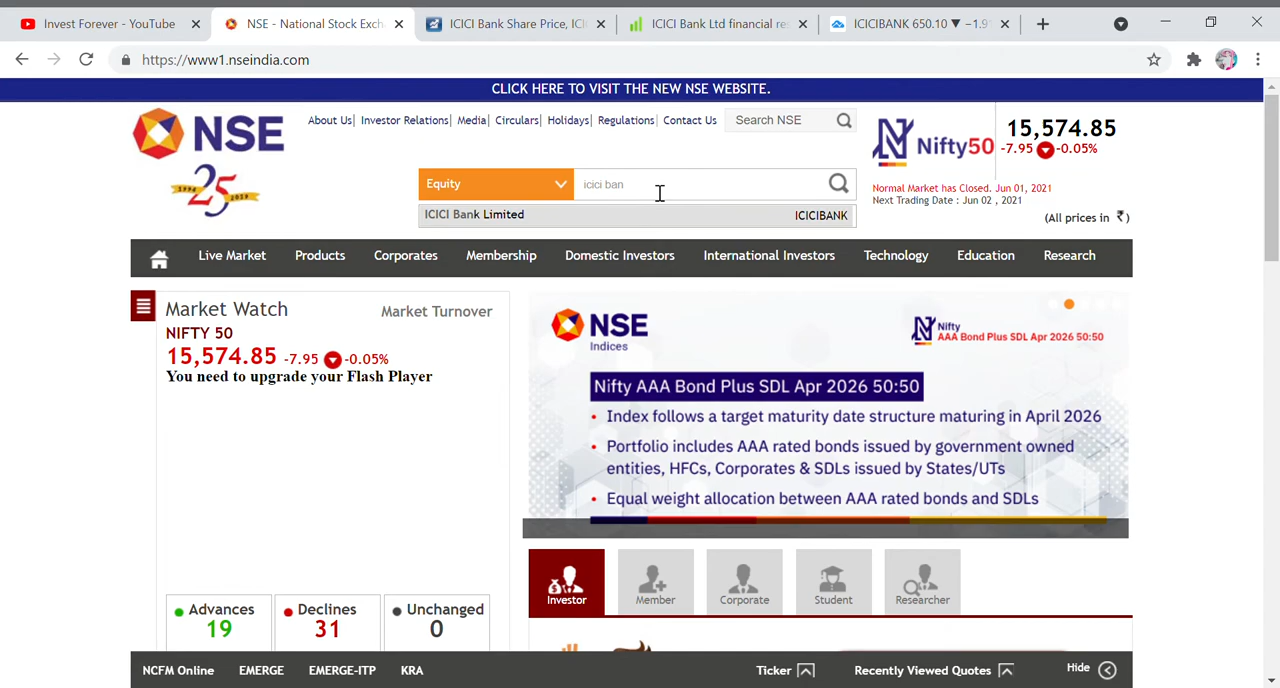 Invest Forever - YouTube
NSE - National Stock Exch
ICICI Bank Share Price, ICI
ICICI Bank Ltd financial res
ICICIBANK 650.10 ▼ −1.9
https://www1.nseindia.com
CLICK HERE TO VISIT THE NEW NSE WEBSITE.
NSE
1994 25 2019
About Us| Investor Relations| Media| Circulars| Holidays| Regulations| Contact Us
Search NSE
Nifty50
15,574.85
-7.95 -0.05%
Equity
icici ban
ICICI Bank Limited ICICIBANK
Normal Market has Closed. Jun 01, 2021
Next Trading Date : Jun 02 , 2021
(All prices in ₹)
Live Market Products Corporates Membership Domestic Investors International Investors Technology Education Research
Market Watch
Market Turnover
NIFTY 50
15,574.85 -7.95 -0.05%
You need to upgrade your Flash Player
NSE
Indices
Nifty
AAA Bond Plus SDL Apr 2026 50:50
Nifty AAA Bond Plus SDL Apr 2026 50:50
• Index follows a target maturity date structure maturing in April 2026
• Portfolio includes AAA rated bonds issued by government owned
entities, HFCs, Corporates & SDLs issued by States/UTs
• Equal weight allocation between AAA rated bonds and SDLs
Investor Member Corporate Student Researcher
Advances
19
Declines
31
Unchanged
0
NCFM Online EMERGE EMERGE-ITP KRA Ticker Recently Viewed Quotes Hide